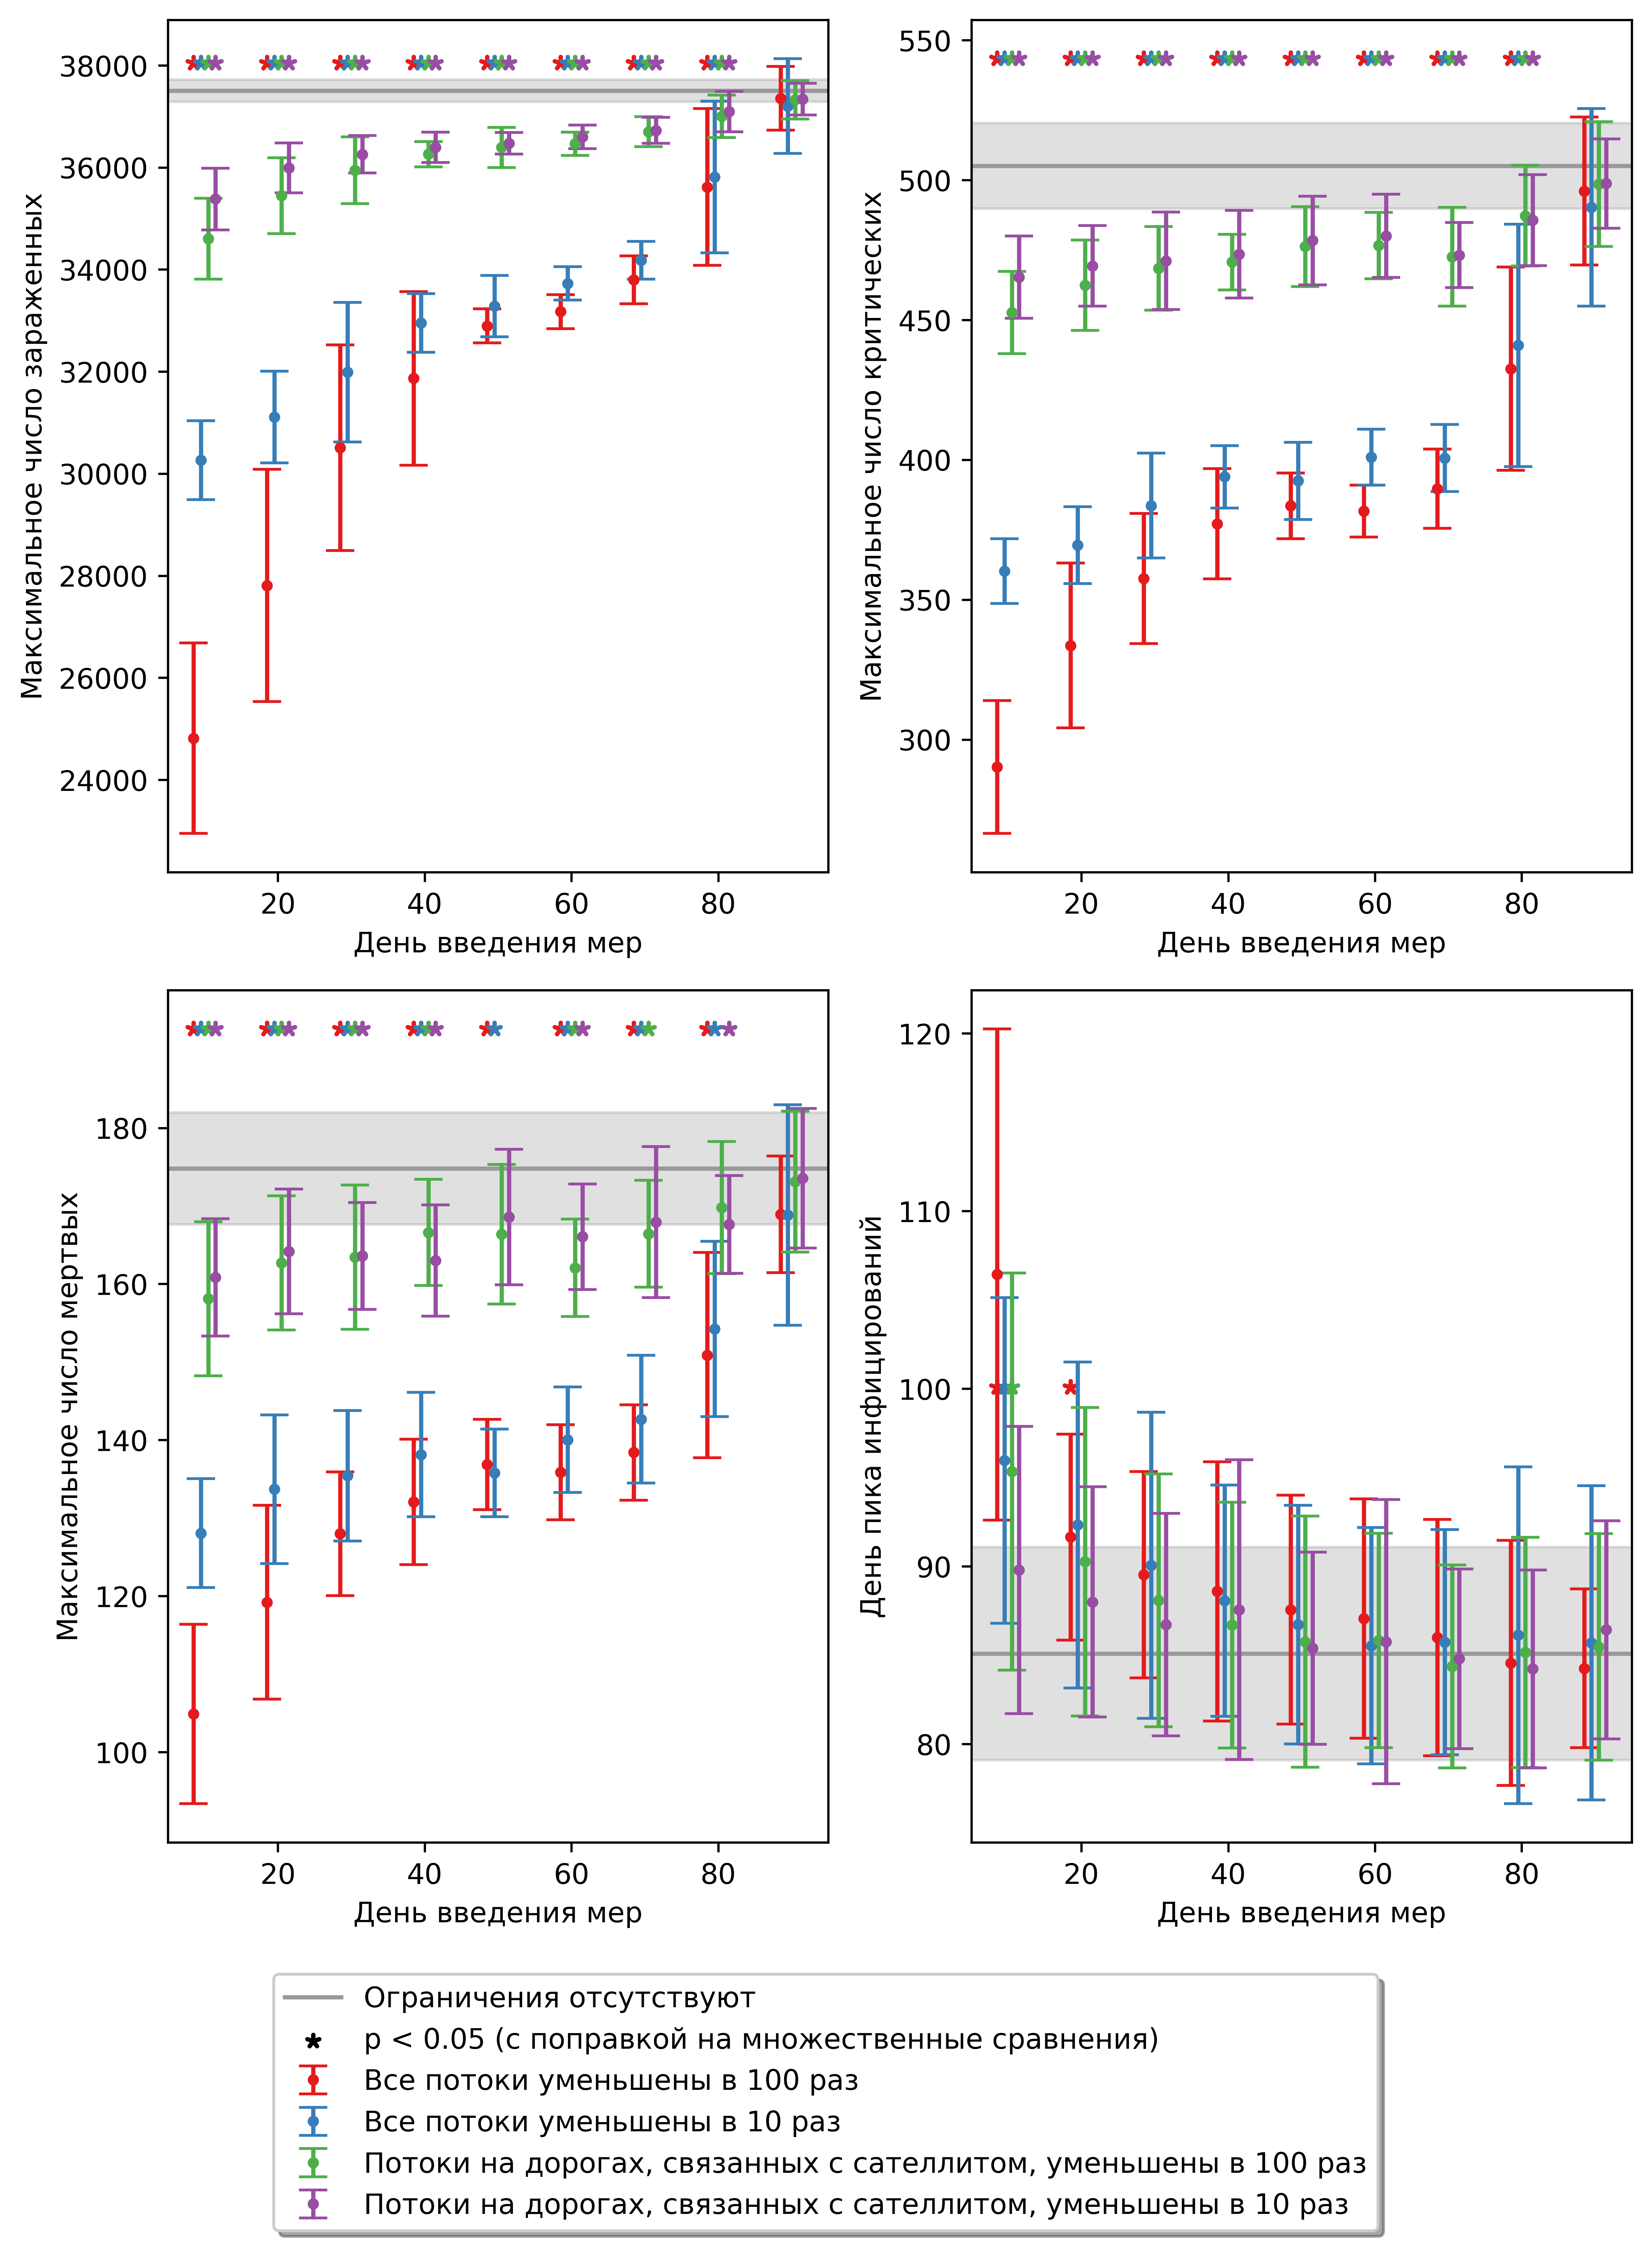 38000
36000
34000
32000
30000
28000
26000
24000
Максимальное число зараженных
20 40 60 80
День введения мер
550
500
450
400
350
300
Максимальное число критических
20 40 60 80
День введения мер
180
160
140
120
100
Максимальное число мертвых
20 40 60 80
День введения мер
120
110
100
90
80
День пика инфицирований
20 40 60 80
День введения мер
Ограничения отсутствуют
p < 0.05 (с поправкой на множественные сравнения)
Все потоки уменьшены в 100 раз
Все потоки уменьшены в 10 раз
Потоки на дорогах, связанных с сателлитом, уменьшены в 100 раз
Потоки на дорогах, связанных с сателлитом, уменьшены в 10 раз